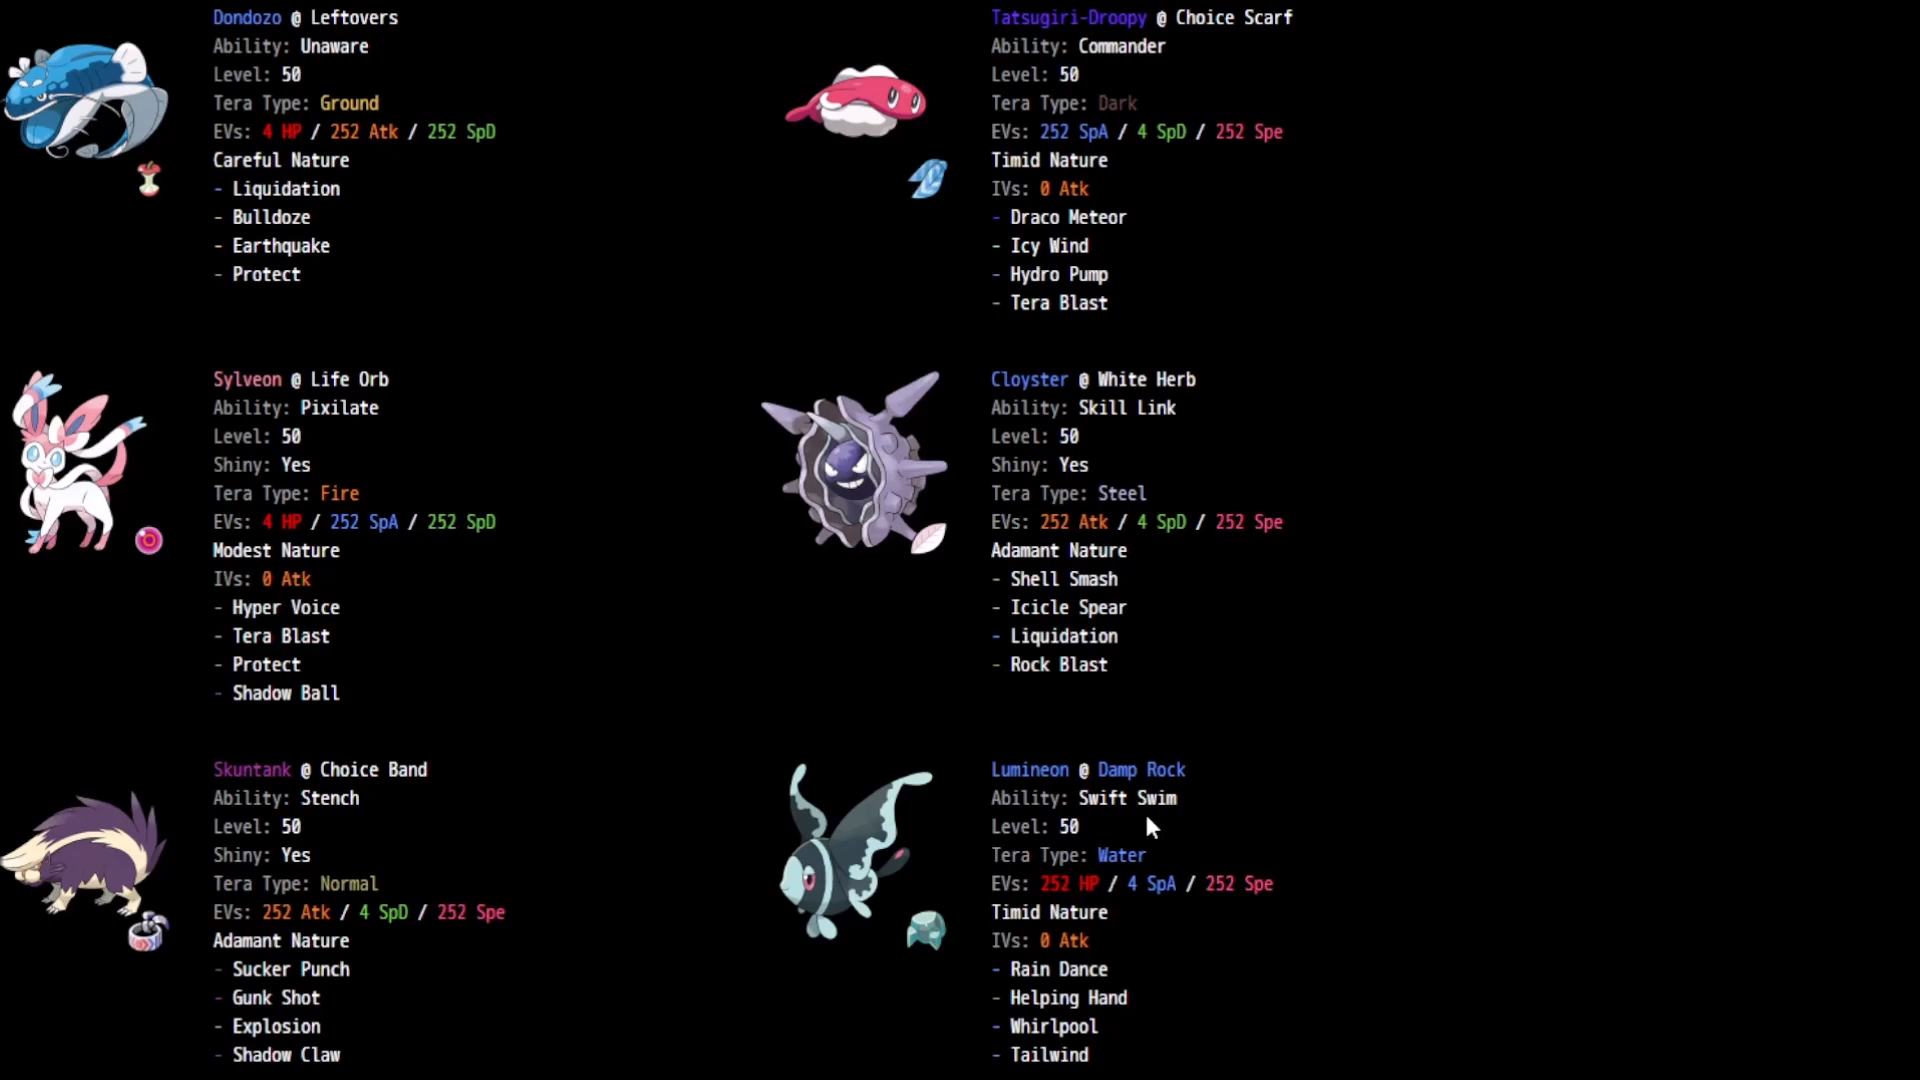 Dondozo @ Leftovers
Ability: Unaware
Level: 50
Tera Type: Ground
EVs: 4 HP / 252 Atk / 252 SpD
Careful Nature
- Liquidation
- Bulldoze
- Earthquake
- Protect
Tatsugiri-Droopy @ Choice Scarf
Ability: Commander
Level: 50
Tera Type: Dark
EVs: 252 SpA / 4 SpD / 252 Spe
Timid Nature
IVs: 0 Atk
- Draco Meteor
- Icy Wind
- Hydro Pump
- Tera Blast
Sylveon @ Life Orb
Ability: Pixilate
Level: 50
Shiny: Yes
Tera Type: Fire
EVs: 4 HP / 252 SpA / 252 SpD
Modest Nature
IVs: 0 Atk
- Hyper Voice
- Tera Blast
- Protect
- Shadow Ball
Cloyster @ White Herb
Ability: Skill Link
Level: 50
Shiny: Yes
Tera Type: Steel
EVs: 252 Atk / 4 SpD / 252 Spe
Adamant Nature
- Shell Smash
- Icicle Spear
- Liquidation
- Rock Blast
Skuntank @ Choice Band
Ability: Stench
Level: 50
Shiny: Yes
Tera Type: Normal
EVs: 252 Atk / 4 SpD / 252 Spe
Adamant Nature
- Sucker Punch
- Gunk Shot
- Explosion
- Shadow Claw
Lumineon @ Damp Rock
Ability: Swift Swim
Level: 50
Tera Type: Water
EVs: 252 HP / 4 SpA / 252 Spe
Timid Nature
IVs: 0 Atk
- Rain Dance
- Helping Hand
- Whirlpool
- Tailwind